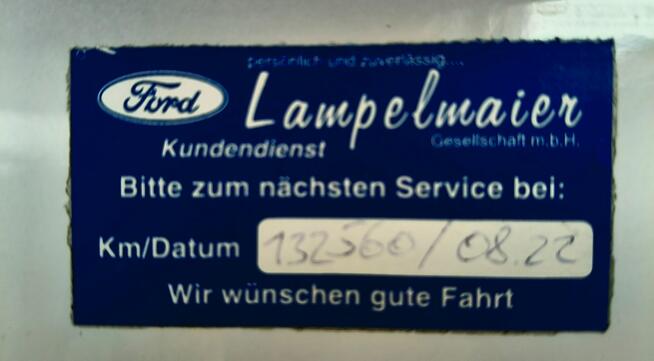 persönlich und zuverlässig....
Ford Lampelmaier
Gesellschaft m.b.H.
Kundendienst
Bitte zum nächsten Service bei:
Km/Datum 132560/08.22
Wir wünschen gute Fahrt